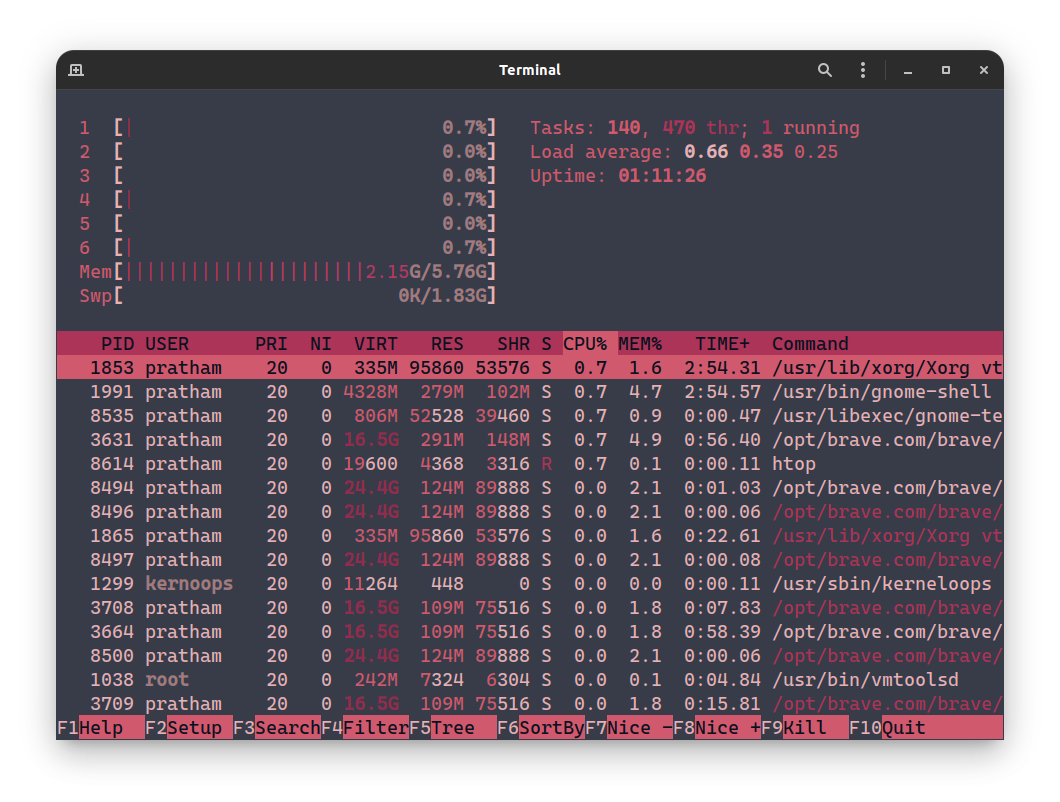 Terminal
1 [| 0.7%] Tasks: 140, 470 thr; 1 running
2 [ 0.0%] Load average: 0.66 0.35 0.25
3 [ 0.0%] Uptime: 01:11:26
4 [| 0.7%]
5 [ 0.0%]
6 [| 0.7%]
Mem[||||||||||||||||||||||2.15G/5.76G]
Swp[ 0K/1.83G]
PID USER PRI NI VIRT RES SHR S CPU% MEM% TIME+ Command
1853 pratham 20 0 335M 95860 53576 S 0.7 1.6 2:54.31 /usr/lib/xorg/Xorg vt
1991 pratham 20 0 4328M 279M 102M S 0.7 4.7 2:54.57 /usr/bin/gnome-shell
8535 pratham 20 0 806M 52528 39460 S 0.7 0.9 0:00.47 /usr/libexec/gnome-te
3631 pratham 20 0 16.5G 291M 148M S 0.7 4.9 0:56.40 /opt/brave.com/brave/
8614 pratham 20 0 19600 4368 3316 R 0.7 0.1 0:00.11 htop
8494 pratham 20 0 24.4G 124M 89888 S 0.0 2.1 0:01.03 /opt/brave.com/brave/
8496 pratham 20 0 24.4G 124M 89888 S 0.0 2.1 0:00.06 /opt/brave.com/brave/
1865 pratham 20 0 335M 95860 53576 S 0.0 1.6 0:22.61 /usr/lib/xorg/Xorg vt
8497 pratham 20 0 24.4G 124M 89888 S 0.0 2.1 0:00.08 /opt/brave.com/brave/
1299 kernoops 20 0 11264 448 0 S 0.0 0.0 0:00.11 /usr/sbin/kerneloops
3708 pratham 20 0 16.5G 109M 75516 S 0.0 1.8 0:07.83 /opt/brave.com/brave/
3664 pratham 20 0 16.5G 109M 75516 S 0.0 1.8 0:58.39 /opt/brave.com/brave/
8500 pratham 20 0 24.4G 124M 89888 S 0.0 2.1 0:00.06 /opt/brave.com/brave/
1038 root 20 0 242M 7324 6304 S 0.0 0.1 0:04.84 /usr/bin/vmtoolsd
3709 pratham 20 0 16.5G 109M 75516 S 0.0 1.8 0:15.81 /opt/brave.com/brave/
F1Help F2Setup F3SearchF4FilterF5Tree F6SortByF7Nice -F8Nice +F9Kill F10Quit